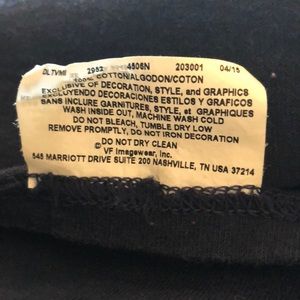 DLTVMI 2982 4505N 203001 04/15
100% COTTON/ALGODON/COTON
EXCLUSIVE OF DECORATION, STYLE, and GRAPHICS
EXCLUYENDO DECORACIONES ESTILOS Y GRAFICOS
SANS INCLURE GARNITURES, STYLE, et GRAPHIQUES
WASH INSIDE OUT, MACHINE WASH COLD
DO NOT BLEACH, TUMBLE DRY LOW
REMOVE PROMPTLY, DO NOT IRON DECORATION
DO NOT DRY CLEAN
VF Imagewear, Inc.
545 MARRIOTT DRIVE SUITE 200 NASHVILLE, TN USA 37214